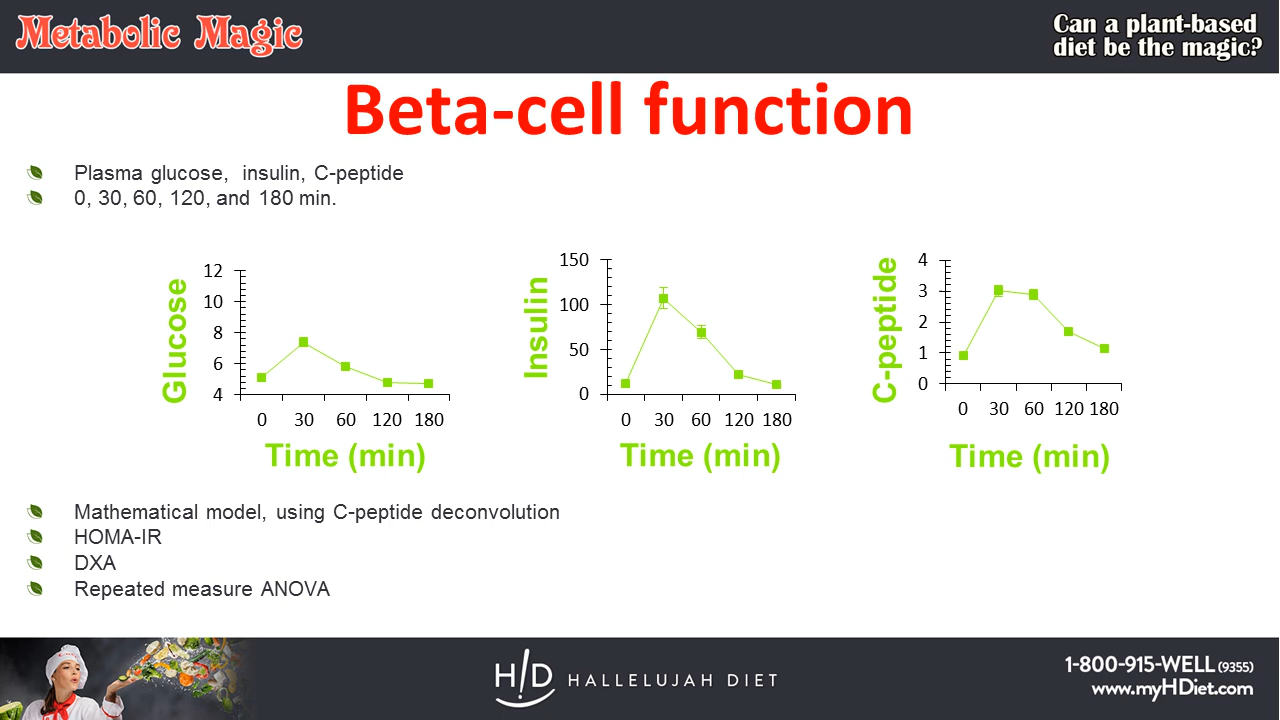 Metabolic Magic
Can a plant-based
diet be the magic?
Beta-cell function
Plasma glucose, insulin, C-peptide
0, 30, 60, 120, and 180 min.
Glucose
12
10
8
6
4
0 30 60 120 180
Time (min)
Insulin
150
100
50
0
0 30 60 120 180
Time (min)
C-peptide
4
3
2
1
0
0 30 60 120 180
Time (min)
Mathematical model, using C-peptide deconvolution
HOMA-IR
DXA
Repeated measure ANOVA
H!D HALLELUJAH DIET
1-800-915-WELL (9355)
www.myHDiet.com